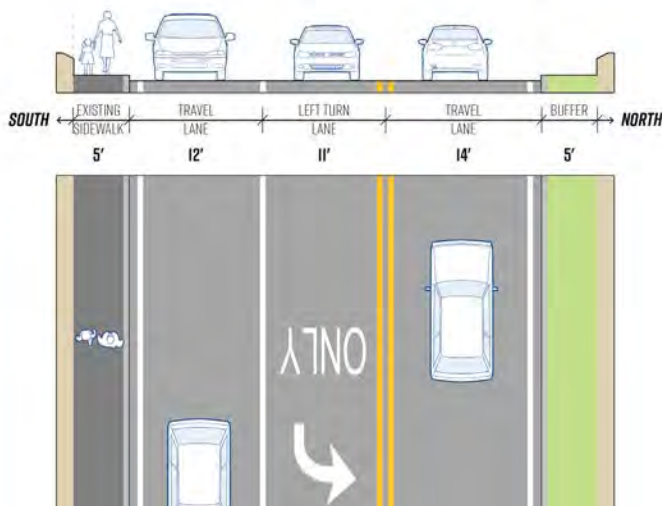 EXISTING TRAVEL LEFT TURN TRAVEL BUFFER
SOUTH NORTH
SIDEWALK LANE LANE LANE
5' 12' 11' 14' 5'
ONLY